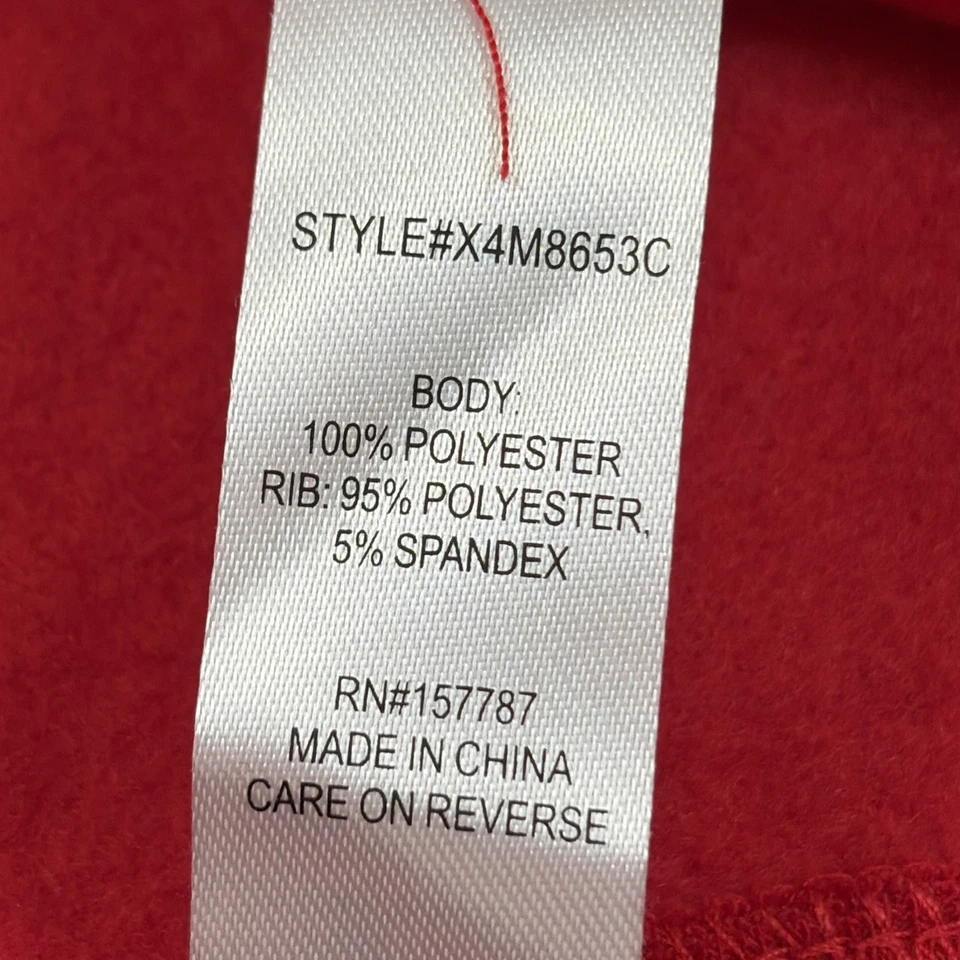 STYLE#X4M8653C
BODY:
100% POLYESTER
RIB: 95% POLYESTER,
5% SPANDEX
RN#157787
MADE IN CHINA
CARE ON REVERSE